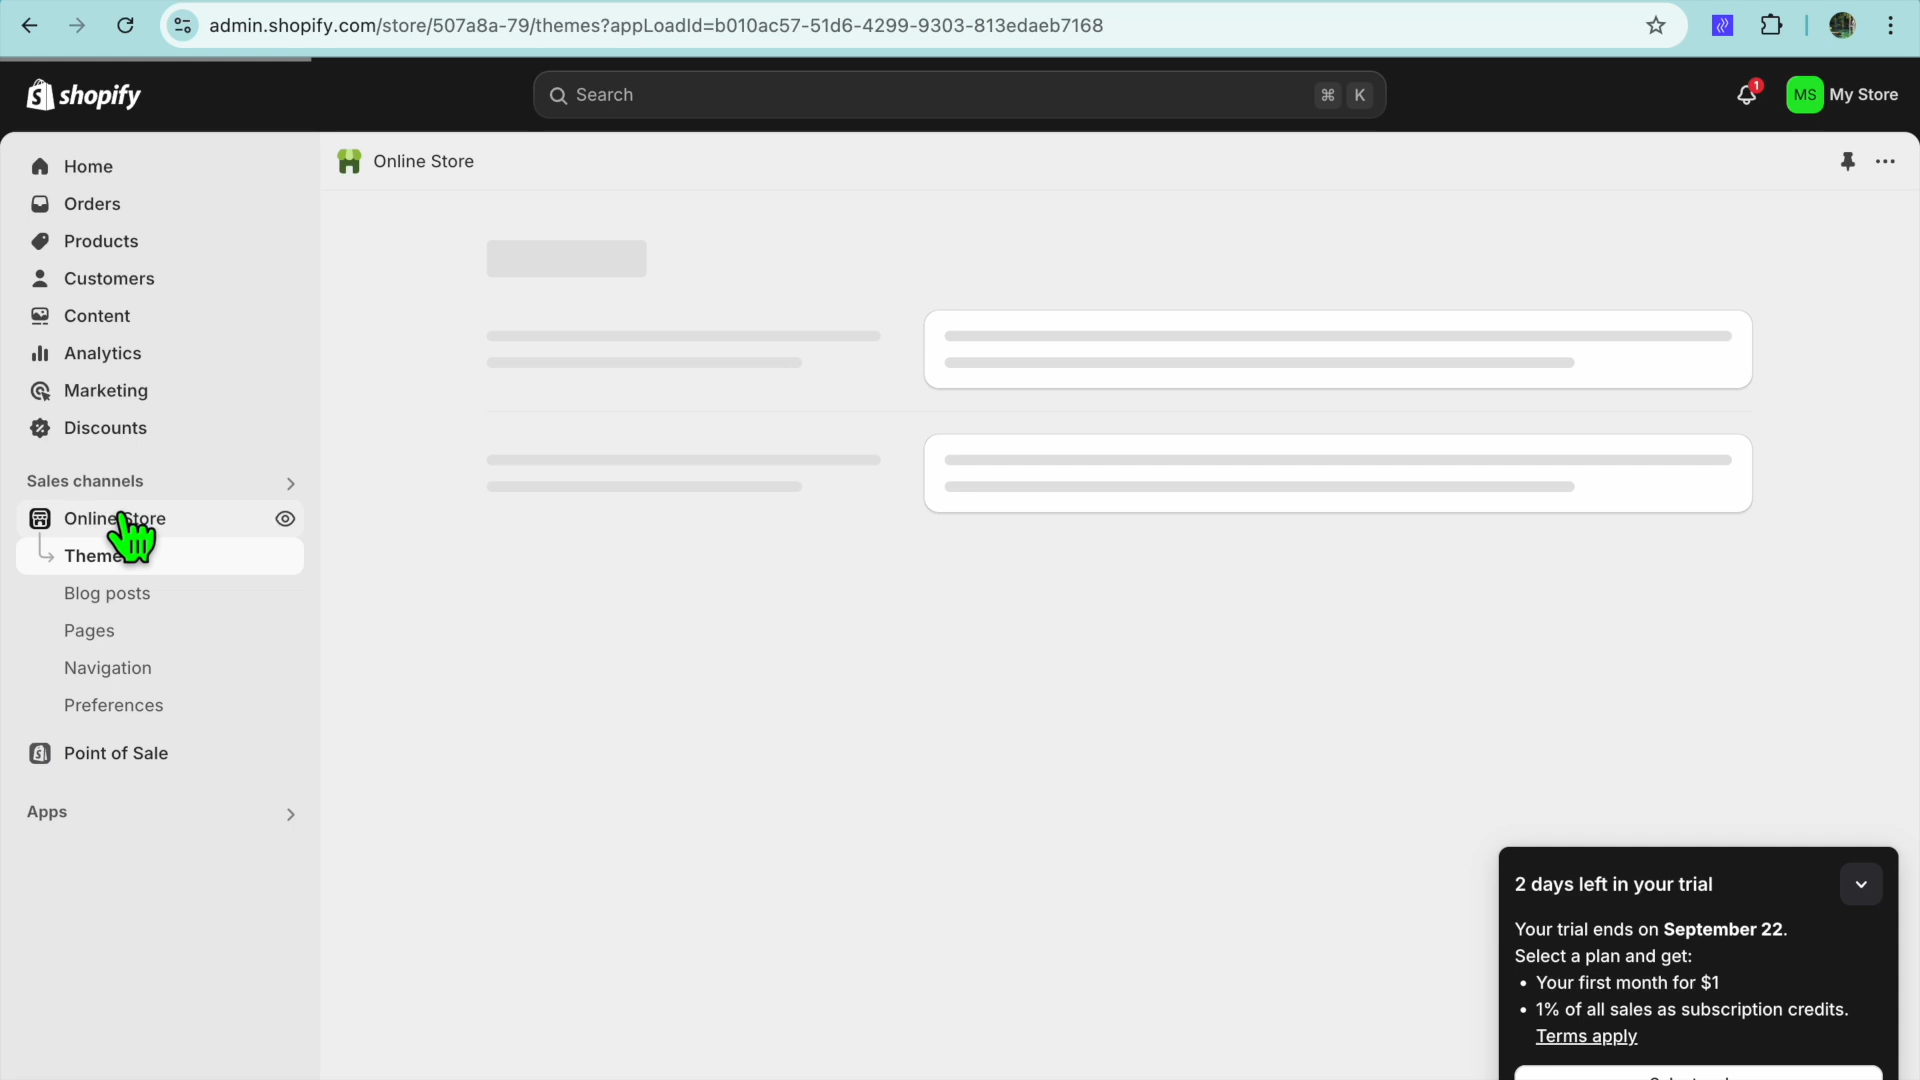 admin.shopify.com/store/507a8a-79/themes?appLoadId=b010ac57-51d6-4299-9303-813edaeb7168
shopify
Search
⌘ K
1
MS My Store
Home
Orders
Products
Customers
Content
Analytics
Marketing
Discounts
Sales channels
Online Store
Blog posts
Pages
Navigation
Preferences
Point of Sale
Apps
Online Store
2 days left in your trial
Your trial ends on September 22.
Select a plan and get:
• Your first month for $1
• 1% of all sales as subscription credits.
Terms apply